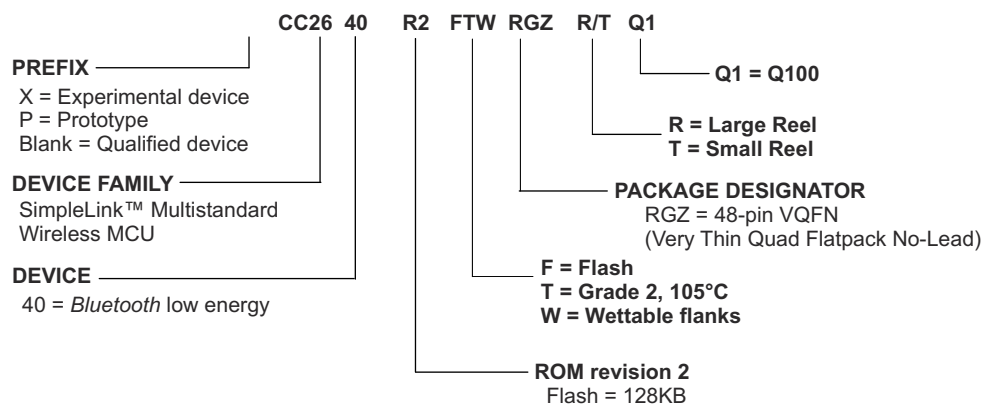 CC26 40 R2 FTW RGZ R/T Q1
PREFIX
X = Experimental device
P = Prototype
Blank = Qualified device
Q1 = Q100
R = Large Reel
T = Small Reel
DEVICE FAMILY
SimpleLink™ Multistandard
Wireless MCU
PACKAGE DESIGNATOR
RGZ = 48-pin VQFN
(Very Thin Quad Flatpack No-Lead)
DEVICE
40 = Bluetooth low energy
F = Flash
T = Grade 2, 105°C
W = Wettable flanks
ROM revision 2
Flash = 128KB